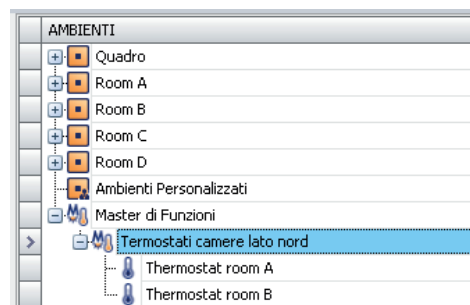 AMBIENTI
Quadro
Room A
Room B
Room C
Room D
Ambienti Personalizzati
Master di Funzioni
Termostati camere lato nord
Thermostat room A
Thermostat room B